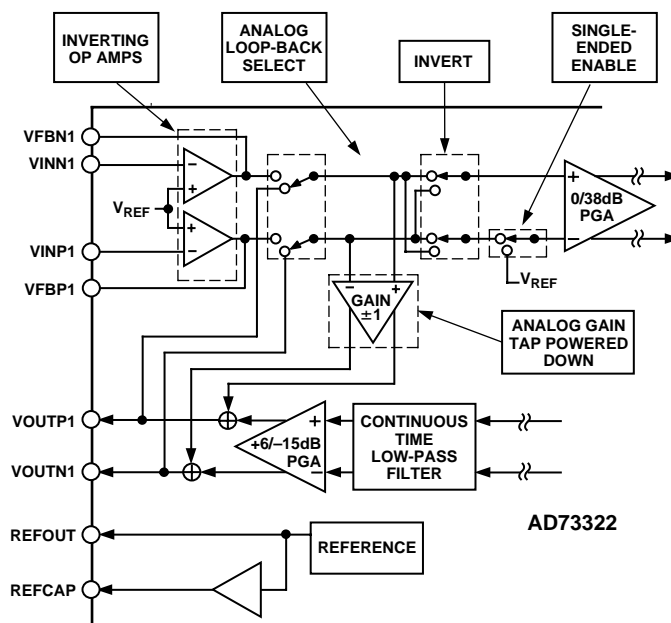 INVERTING
OP AMPS
ANALOG
LOOP-BACK
SELECT
INVERT
SINGLE-
ENDED
ENABLE
VFBN1
VINN1
VREF
VINP1
VFBP1
−
+
+
−
+
0/38dB
PGA
−
VREF
− +
GAIN
±1
ANALOG GAIN
TAP POWERED
DOWN
VOUTP1
VOUTN1
+
+6/–15dB
PGA
−
CONTINUOUS
TIME
LOW-PASS
FILTER
AD73322
REFOUT
REFERENCE
REFCAP